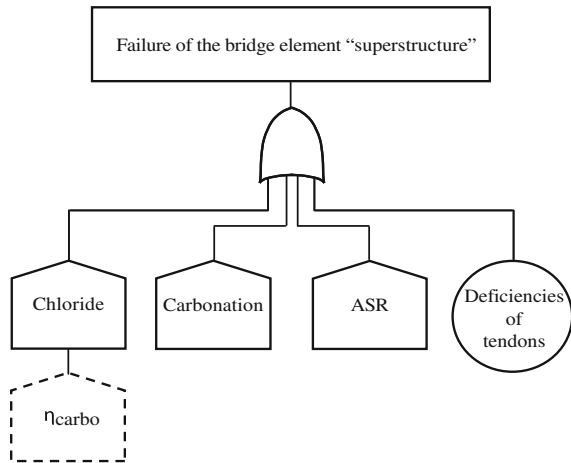 Failure of the bridge element “superstructure”
Chloride
Carbonation
ASR
Deficiencies
of
tendons
ηcarbo